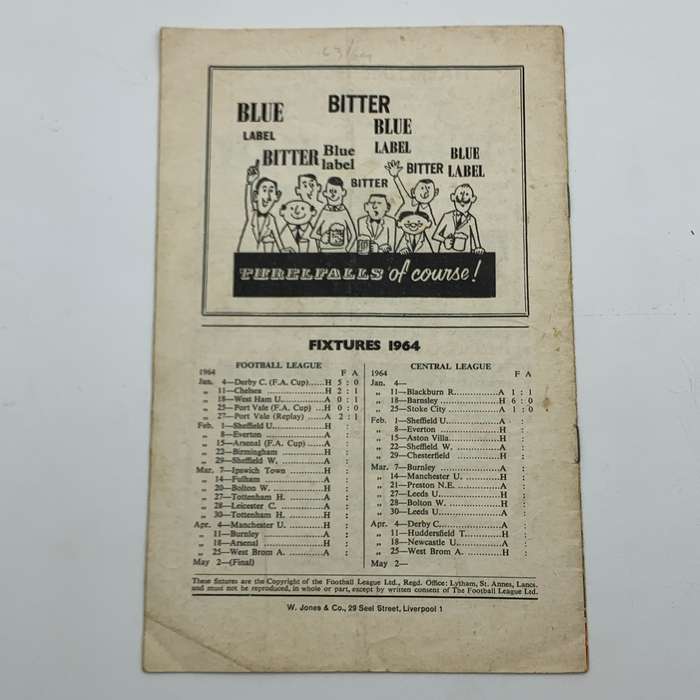 63/64
BITTER
BLUE
LABEL
BLUE
LABEL
BITTER
Blue
label
BITTER
BITTER
BLUE
LABEL
THRELFALLS of course!
FIXTURES 1964
FOOTBALL LEAGUE
1964 F A
Jan. 4—Derby C. (F.A. Cup).....H 5 : 0
„ 11—Chelsea ..................H 2 : 1
„ 18—West Ham U. ..........A 0 : 1
„ 25—Port Vale (F.A. Cup) ...H 0 : 0
„ 27—Port Vale (Replay) .....A 2 : 1
Feb. 1—Sheffield U...............H :
„ 8—Everton ..................A :
„ 15—Arsenal (F.A. Cup) .....A :
„ 22—Birmingham ...............H :
„ 29—Sheffield W. ............A :
Mar. 7—Ipswich Town ............H :
„ 14—Fulham ..................A :
„ 20—Bolton W. ...............H :
„ 27—Tottenham H. ............A :
„ 28—Leicester C. ............A :
„ 30—Tottenham H. ............H :
Apr. 4—Manchester U. ............H :
„ 11—Burnley ..................A :
„ 18—Arsenal ..................H :
„ 25—West Brom A. ............A :
May 2—(Final)
CENTRAL LEAGUE
1964 F A
Jan. 4—
„ 11—Blackburn R...............A 1 : 1
„ 18—Barnsley ..................H 6 : 0
„ 25—Stoke City ...............A 1 : 0
Feb. 1—Sheffield U...............A :
„ 8—Everton ..................H :
„ 15—Aston Villa...............H :
„ 22—Sheffield W. ............A :
„ 29—Chesterfield ............H :
Mar. 7—Burnley ..................A :
„ 14—Manchester U. ............H :
„ 21—Preston N.E. ............A :
„ 27—Leeds U ..................H :
„ 28—Bolton W. ...............H :
„ 30—Leeds U ..................A :
Apr. 4—Derby C...................A :
„ 11—Huddersfield T............H :
„ 18—Newcastle U...............A :
„ 25—West Brom A. ............H :
May 2—
These fixtures are the Copyright of the Football League Ltd., Regd. Office: Lytham, St. Annes, Lancs.
and must not be reproduced, in whole or part, except by written consent of The Football League Ltd.
W. Jones & Co., 29 Seel Street, Liverpool 1